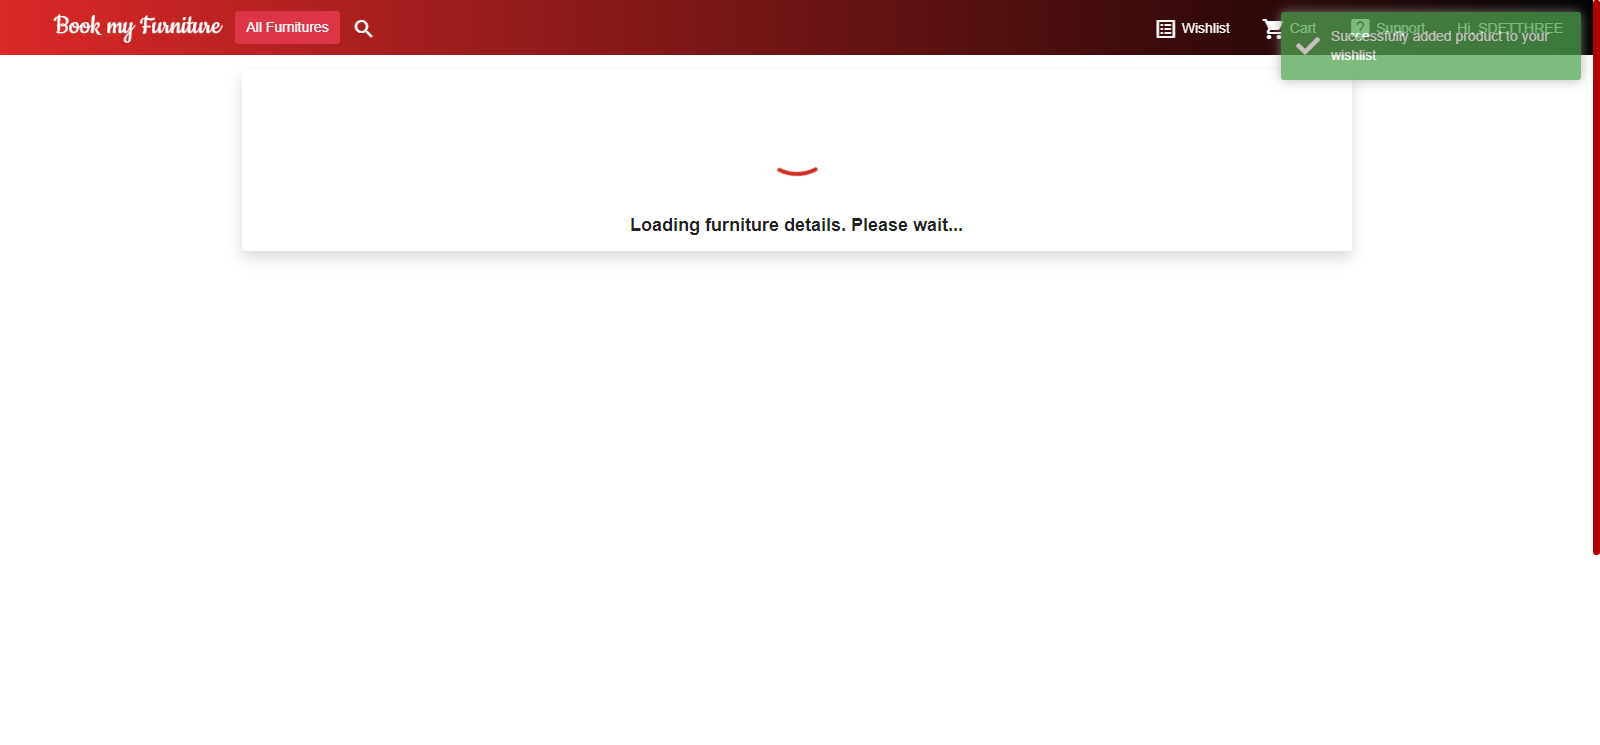 Book my Furniture
All Furnitures
Wishlist
Cart
Support
Hi, SDETTHREE
Successfully added product to your
wishlist
Loading furniture details. Please wait...